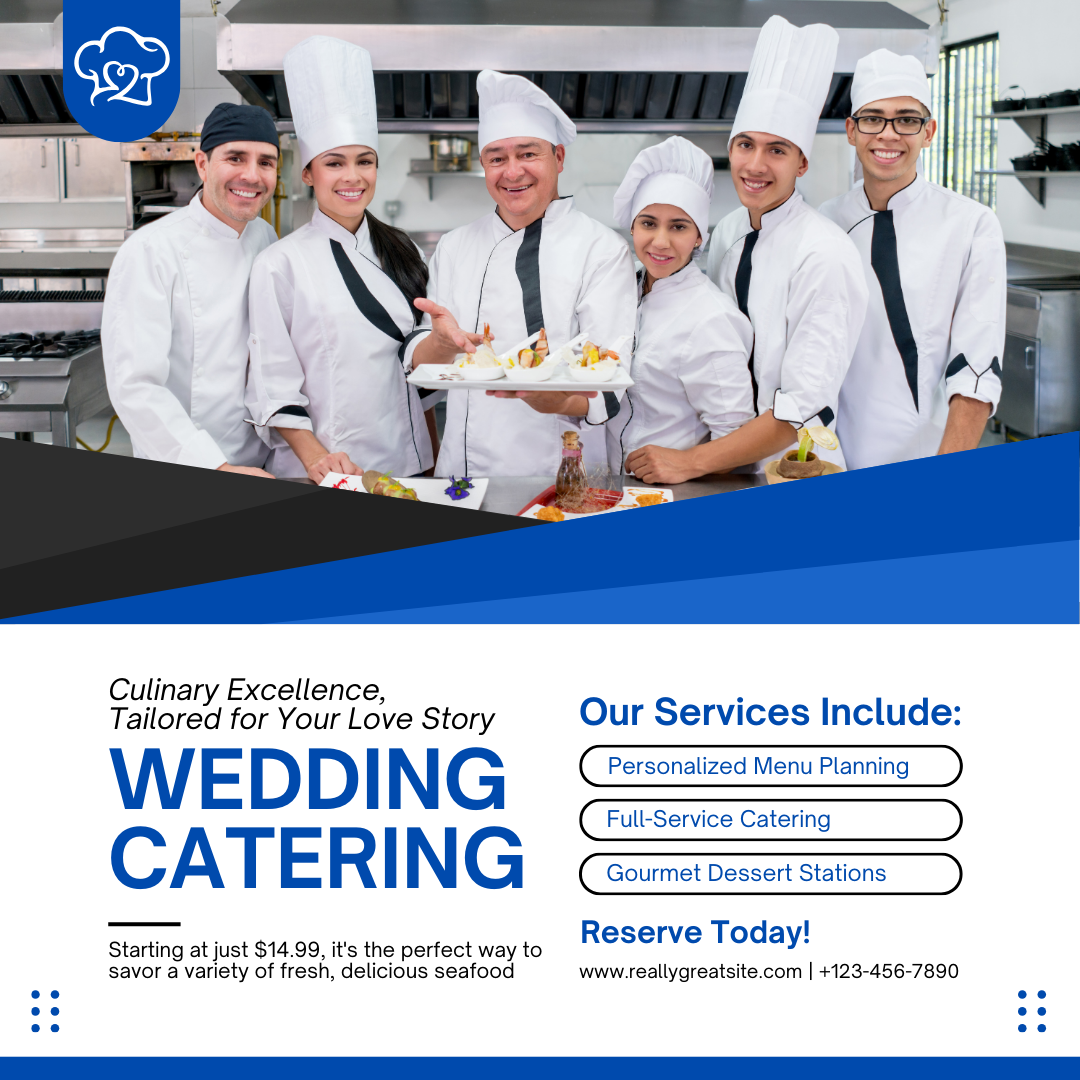 Culinary Excellence,
Tailored for Your Love Story
WEDDING
CATERING
Starting at just $14.99, it's the perfect way to
savor a variety of fresh, delicious seafood
Our Services Include:
Personalized Menu Planning
Full-Service Catering
Gourmet Dessert Stations
Reserve Today!
www.reallygreatsite.com | +123-456-7890